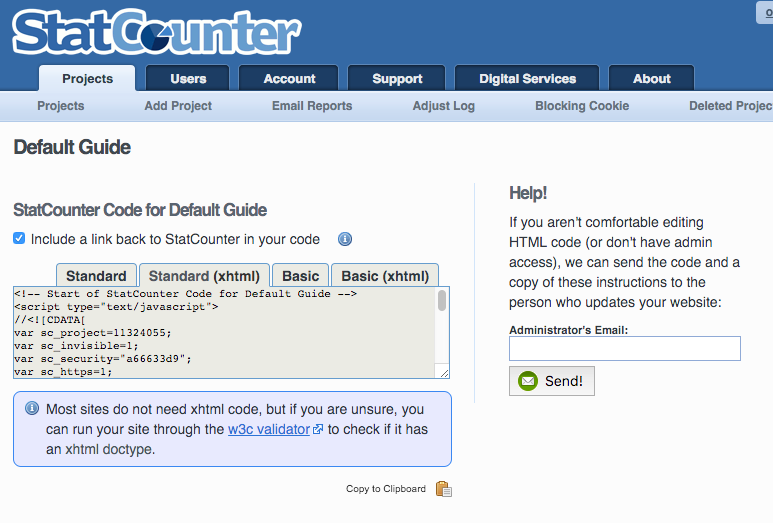 StatCounter
Projects Users Account Support Digital Services About
Projects Add Project Email Reports Adjust Log Blocking Cookie Deleted Projec
Default Guide
StatCounter Code for Default Guide
Include a link back to StatCounter in your code
Standard Standard (xhtml) Basic Basic (xhtml)
<!-- Start of StatCounter Code for Default Guide -->
<script type="text/javascript">
//<![CDATA[
var sc_project=11324055;
var sc_invisible=1;
var sc_security="a66633d9";
var sc_https=1;
Most sites do not need xhtml code, but if you are unsure, you
can run your site through the w3c validator to check if it has
an xhtml doctype.
Copy to Clipboard
Help!
If you aren't comfortable editing
HTML code (or don't have admin
access), we can send the code and a
copy of these instructions to the
person who updates your website:
Administrator's Email:
Send!